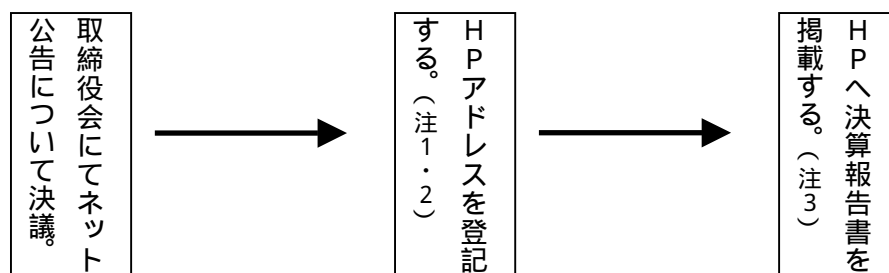 取締役会にてネット
公告について決議。
HPアドレスを登記
する。（注1・2）
HPへ決算報告書を
掲載する。（注3）